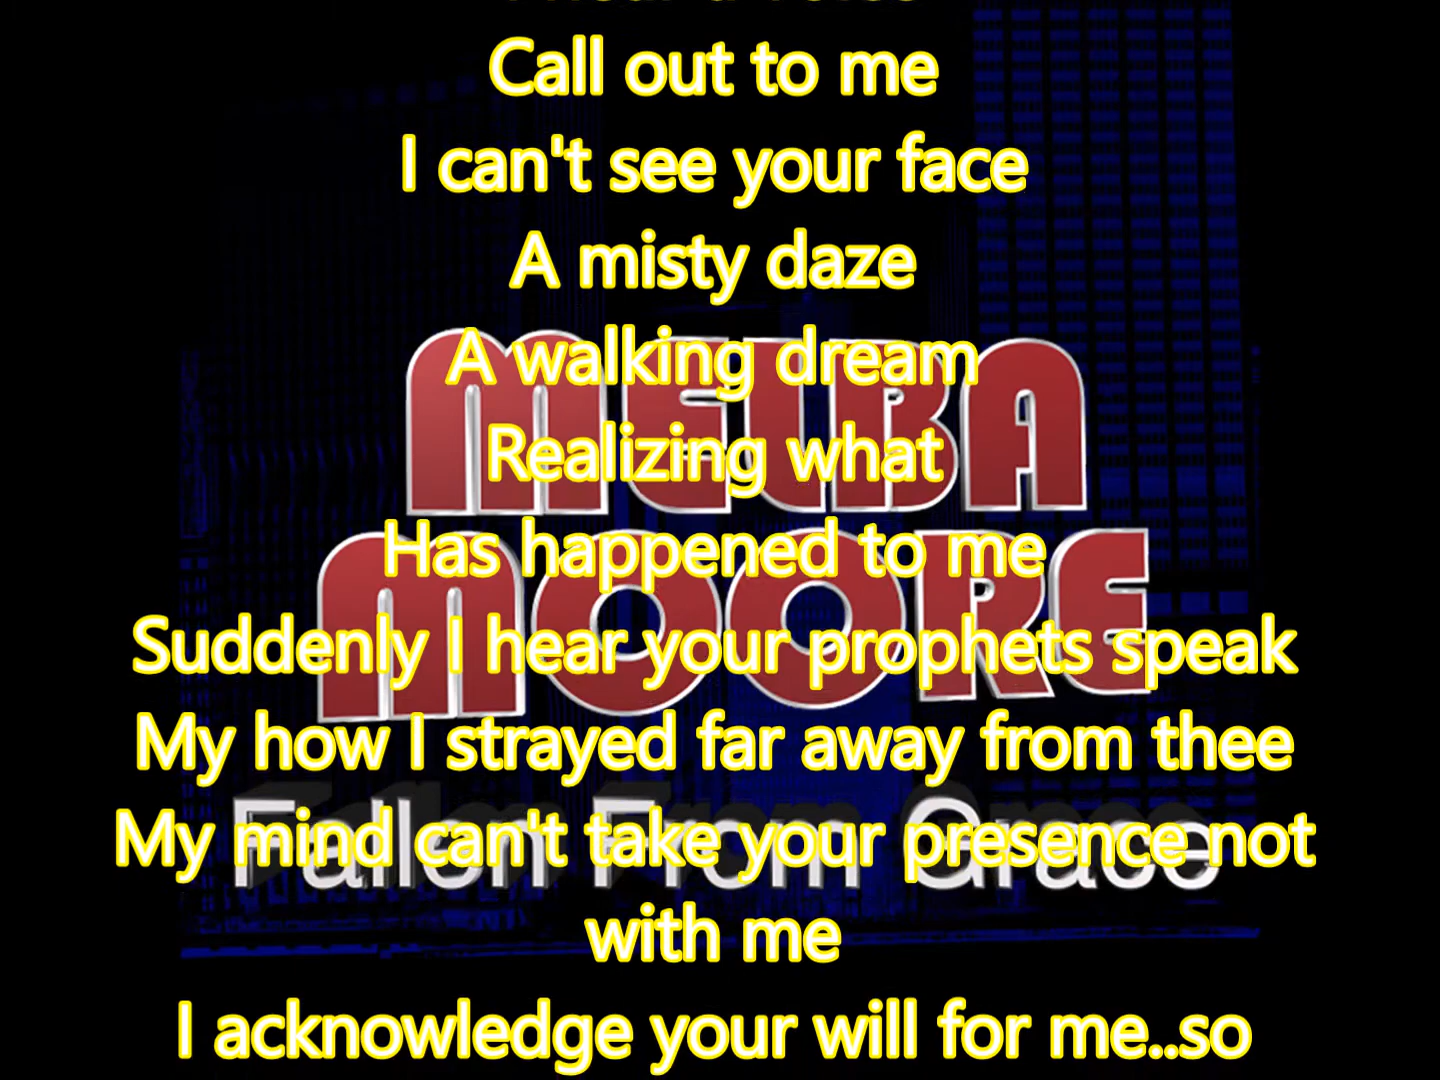 Call out to me
I can't see your face
A misty daze
A walking dream
Realizing what
Has happened to me
Suddenly I hear your prophets speak
My how I strayed far away from thee
My mind can't take your presence not
with me
I acknowledge your will for me..so
MELBA
MOORE
Fallen From Grace